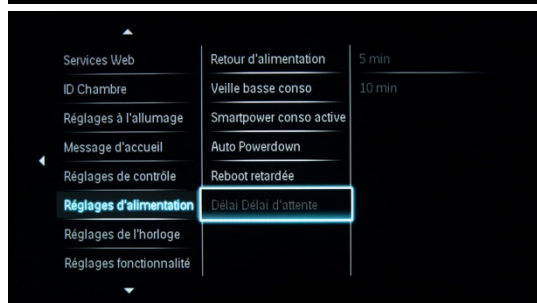 Services Web
ID Chambre
Réglages à l'allumage
Message d'accueil
Réglages de contrôle
Réglages d'alimentation
Réglages de l'horloge
Réglages fonctionnalité
Retour d'alimentation
Veille basse conso
Smartpower conso active
Auto Powerdown
Reboot retardée
Délai Délai d'attente
5 min
10 min